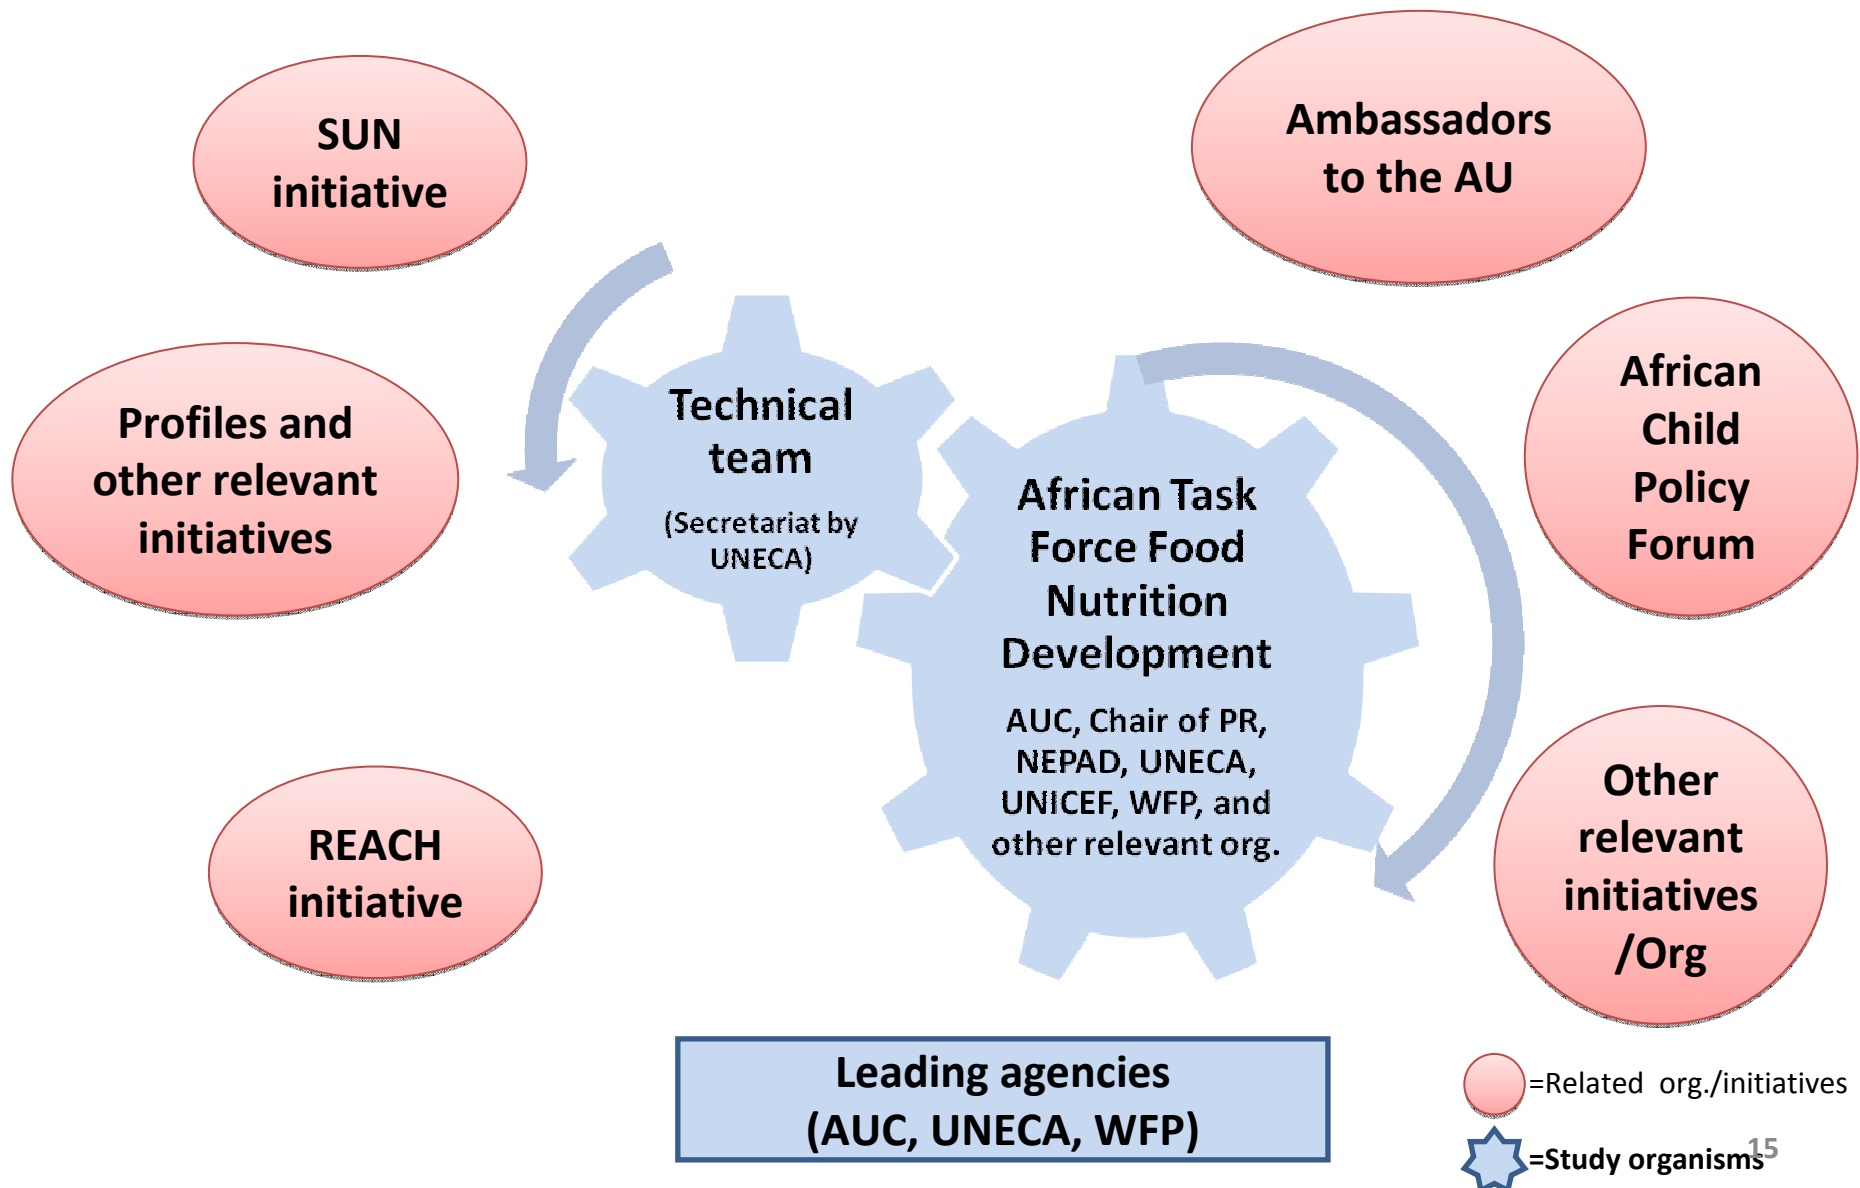 SUN
initiative
Ambassadors
to the AU
Profiles and
other relevant
initiatives
Technical
team
(Secretariat by
UNECA)
African Task
Force Food
Nutrition
Development
AUC, Chair of PR,
NEPAD, UNECA,
UNICEF, WFP, and
other relevant org.
African
Child
Policy
Forum
REACH
initiative
Other
relevant
initiatives
/Org
Leading agencies
(AUC, UNECA, WFP)
=Related org./initiatives
=Study organisms
15